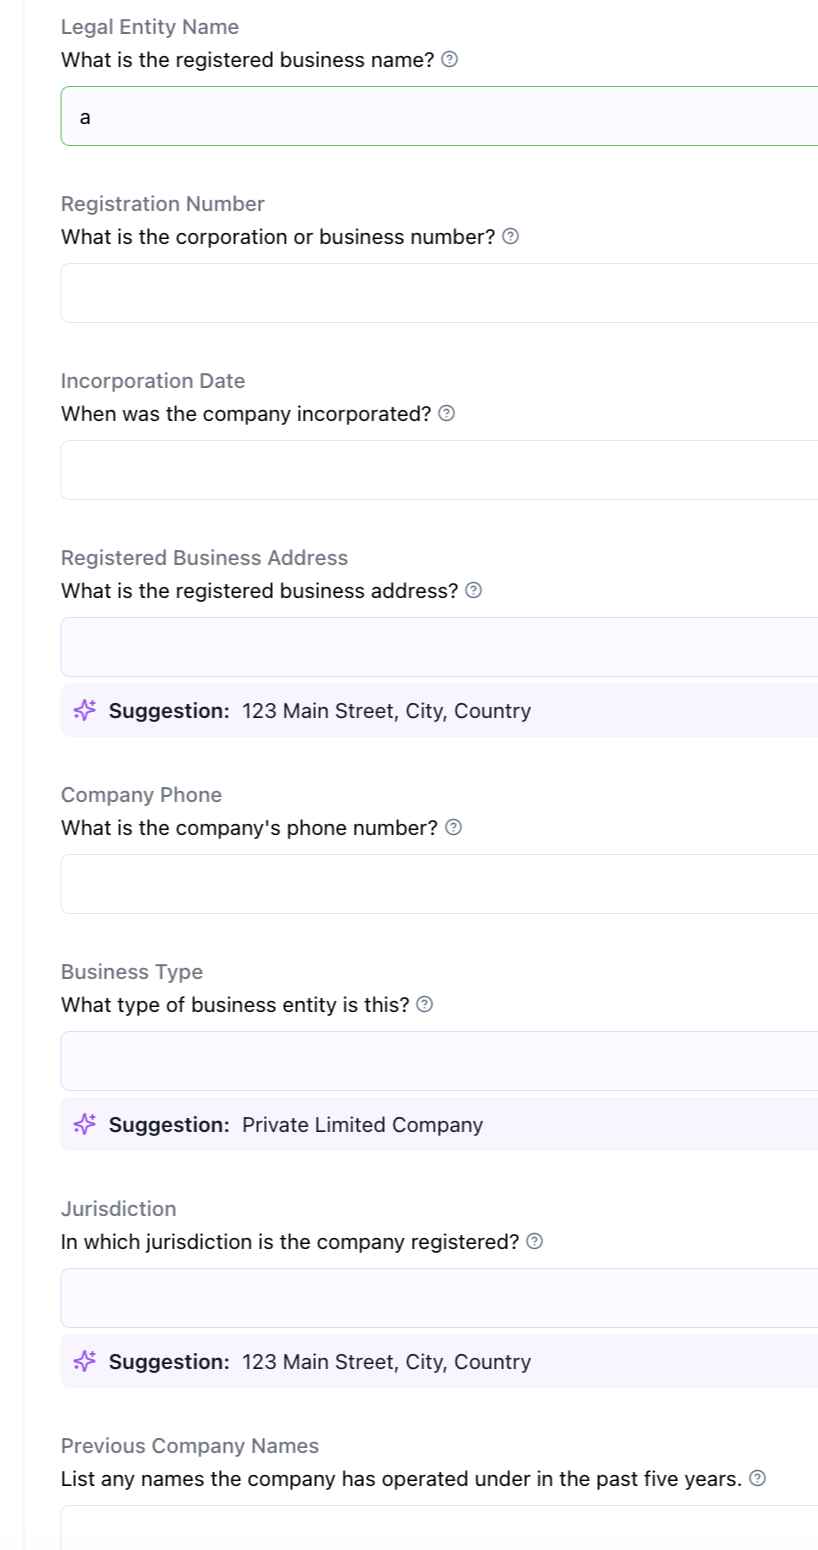 Legal Entity Name
What is the registered business name?
a
Registration Number
What is the corporation or business number?
Incorporation Date
When was the company incorporated?
Registered Business Address
What is the registered business address?
Suggestion: 123 Main Street, City, Country
Company Phone
What is the company's phone number?
Business Type
What type of business entity is this?
Suggestion: Private Limited Company
Jurisdiction
In which jurisdiction is the company registered?
Suggestion: 123 Main Street, City, Country
Previous Company Names
List any names the company has operated under in the past five years.